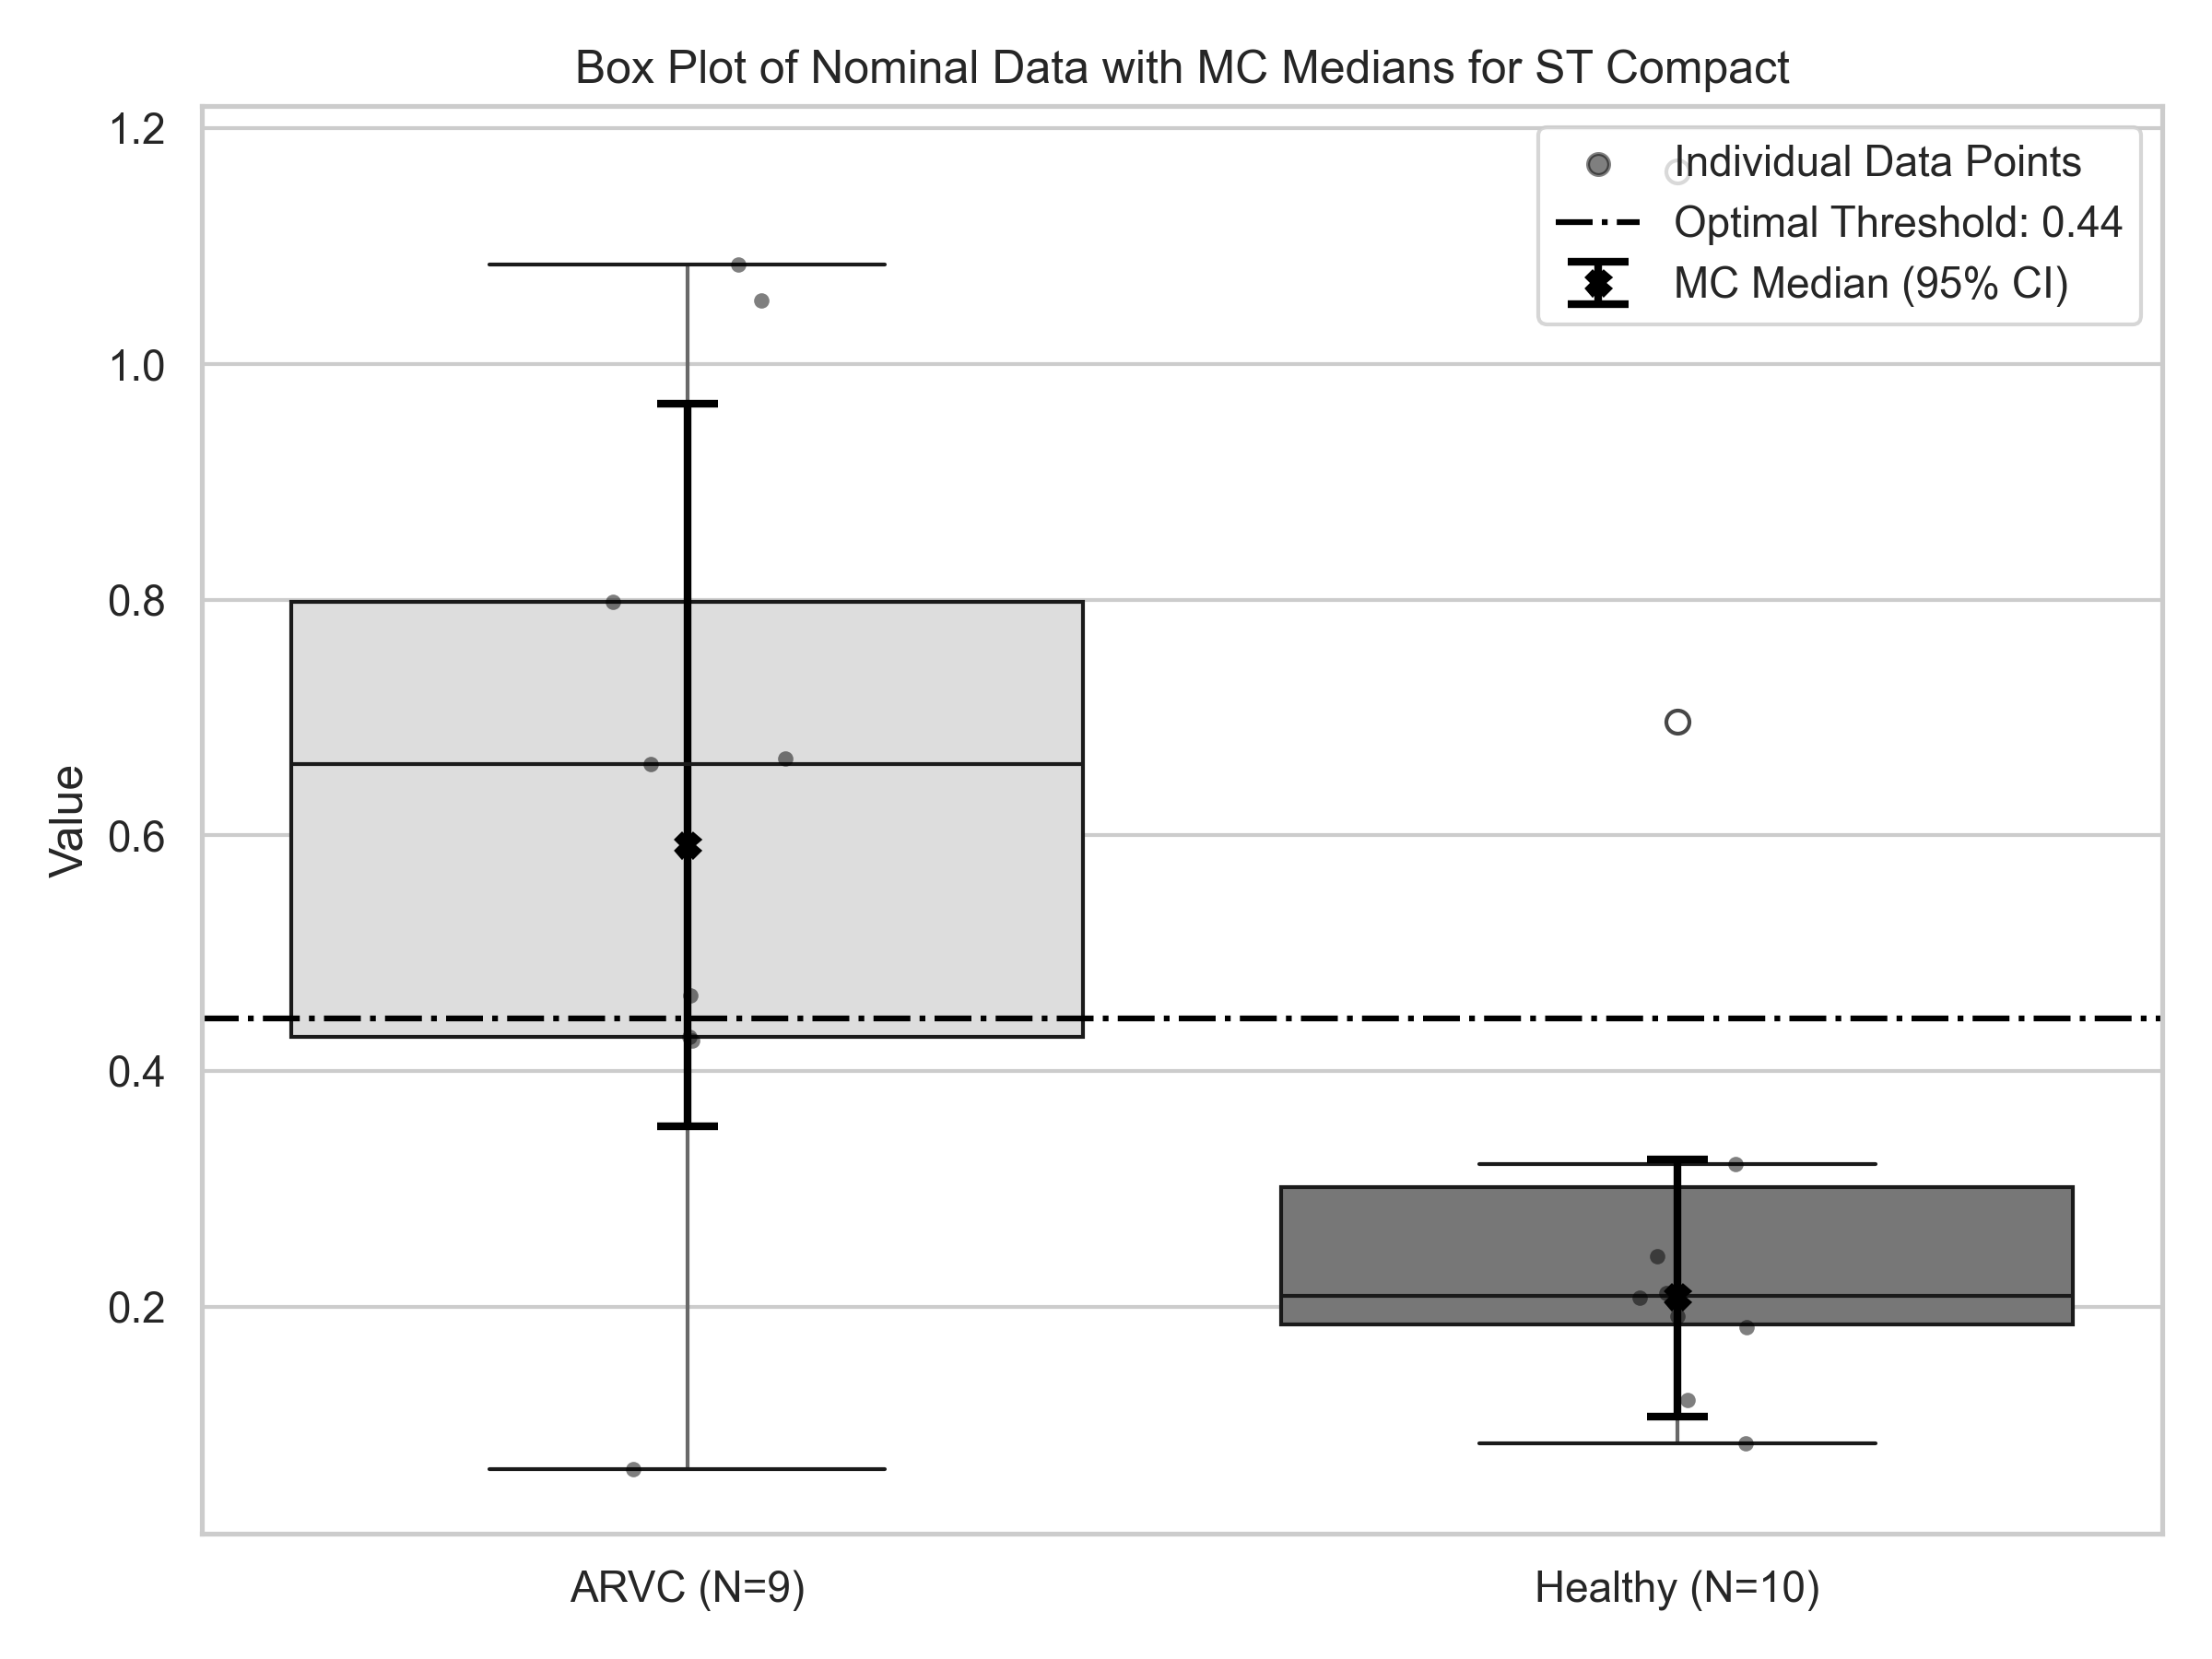 Box Plot of Nominal Data with MC Medians for ST Compact
1.2
1.0
0.8
0.6
0.4
0.2
Value
Individual Data Points
Optimal Threshold: 0.44
MC Median (95% CI)
ARVC (N=9)
Healthy (N=10)